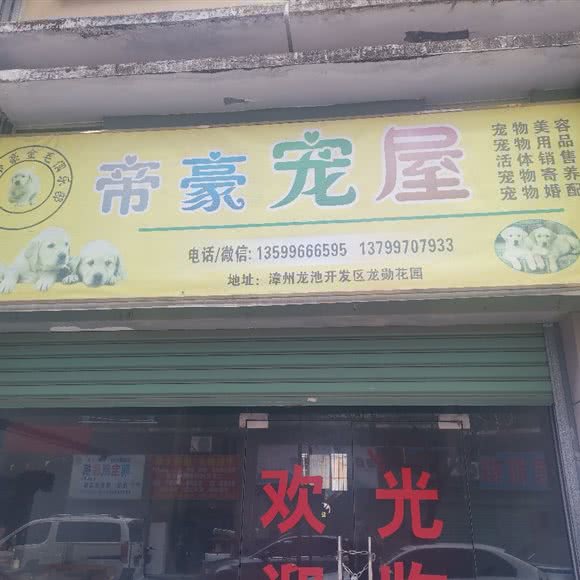 帝豪宠屋
宠物美容
宠物用品
活体销售
宠物寄养
宠物婚配
电话/微信: 13599666595 13799707933
地址: 漳州龙池开发区龙勋花园
欢 光
迎 临